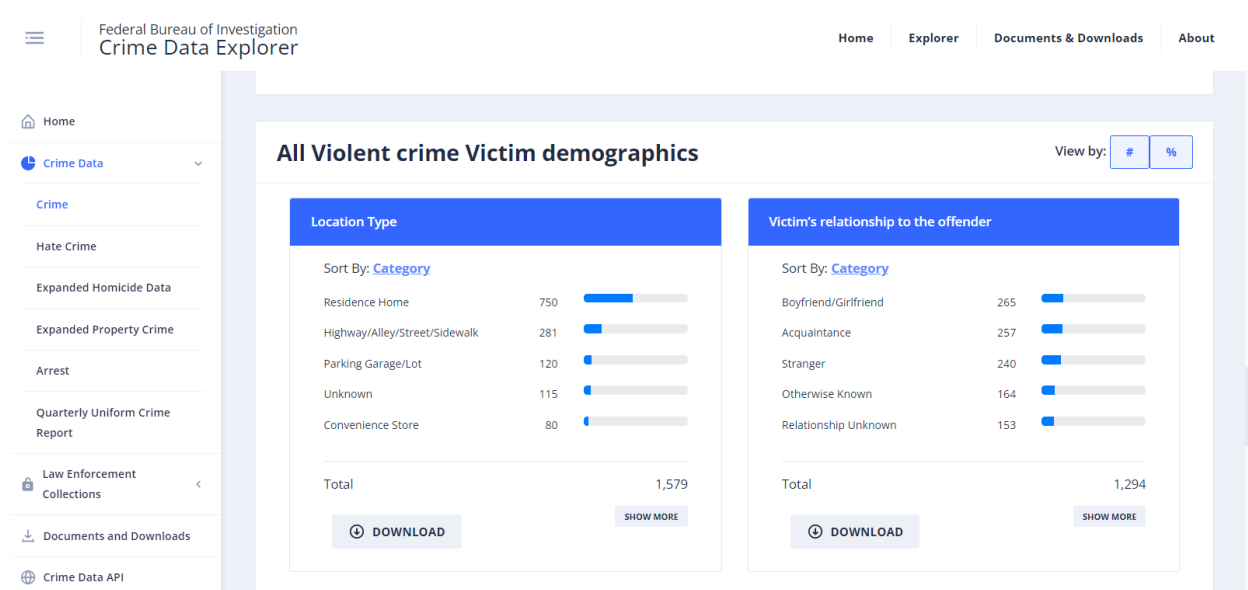 Federal Bureau of Investigation
Crime Data Explorer
Home
Explorer
Documents & Downloads
About
Home
Crime Data
Crime
Hate Crime
Expanded Homicide Data
Expanded Property Crime
Arrest
Quarterly Uniform Crime
Report
Law Enforcement
Collections
Documents and Downloads
Crime Data API
All Violent crime Victim demographics
View by: # %
Location Type
Sort By: Category
Residence Home 750
Highway/Alley/Street/Sidewalk 281
Parking Garage/Lot 120
Unknown 115
Convenience Store 80
Total 1,579
SHOW MORE
DOWNLOAD
Victim's relationship to the offender
Sort By: Category
Boyfriend/Girlfriend 265
Acquaintance 257
Stranger 240
Otherwise Known 164
Relationship Unknown 153
Total 1,294
SHOW MORE
DOWNLOAD